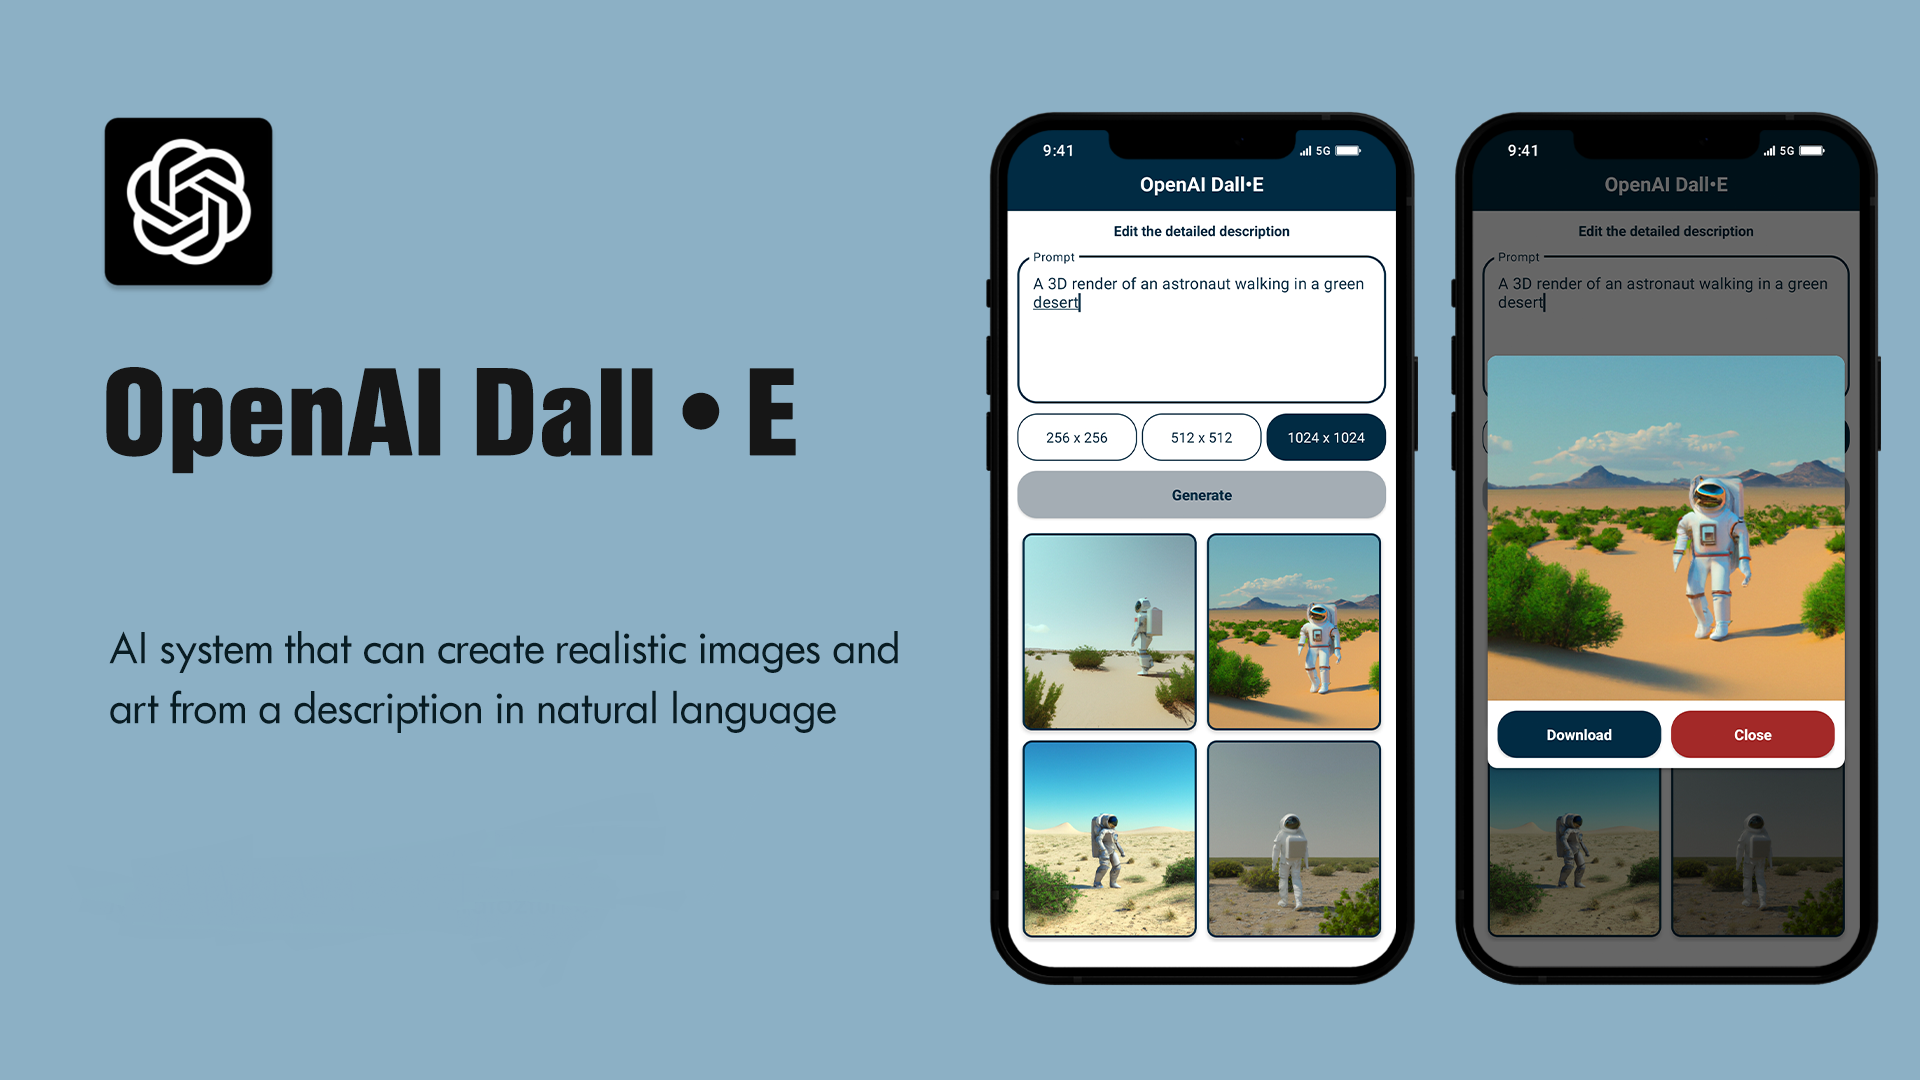 OpenAI Dall•E
AI system that can create realistic images and
art from a description in natural language
9:41
5G
OpenAI Dall•E
Edit the detailed description
Prompt
A 3D render of an astronaut walking in a green
desert
256 x 256
512 x 512
1024 x 1024
Generate
9:41
5G
OpenAI Dall•E
Edit the detailed description
Prompt
A 3D render of an astronaut walking in a green
desert
Download
Close